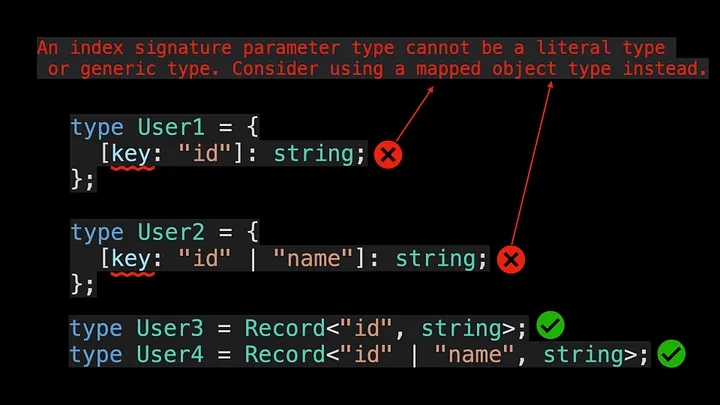 An index signature parameter type cannot be a literal type
or generic type. Consider using a mapped object type instead.
type User1 = {
  [key: "id"]: string;
};
type User2 = {
  [key: "id" | "name"]: string;
};
type User3 = Record<"id", string>;
type User4 = Record<"id" | "name", string>;